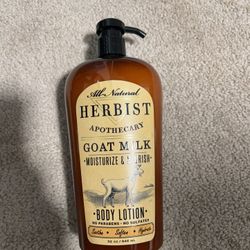 All-Natural
HERBIST
APOTHECARY
GOAT MILK
MOISTURIZE & NOURISH
BODY LOTION
NO PARABENS • NO SULFATES
Soothe • Soften • Hydrate
32 oz / 946 mL